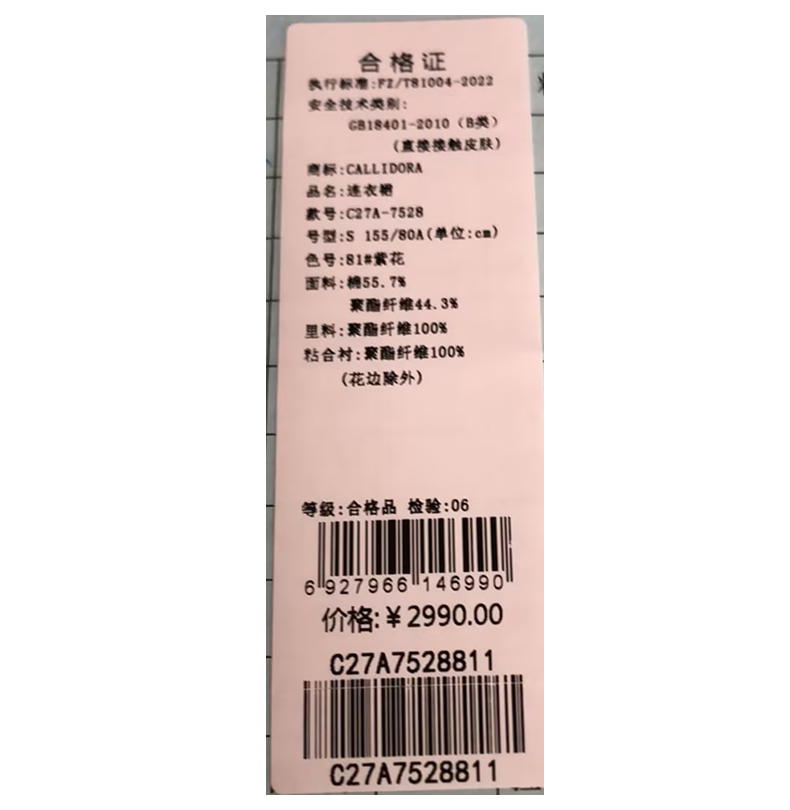 合格证
执行标准:FZ/T81004-2022
安全技术类别:
GB18401-2010（B类）
（直接接触皮肤）
商标:CALLIDORA
品名:连衣裙
款号:C27A-7528
号型:S 155/80A(单位:cm)
色号:81#紫花
面料:棉55.7%
聚酯纤维44.3%
里料:聚酯纤维100%
粘合衬:聚酯纤维100%
(花边除外)
等级:合格品 检验:06
6 927966 146990
价格:¥2990.00
C27A7528811
C27A7528811